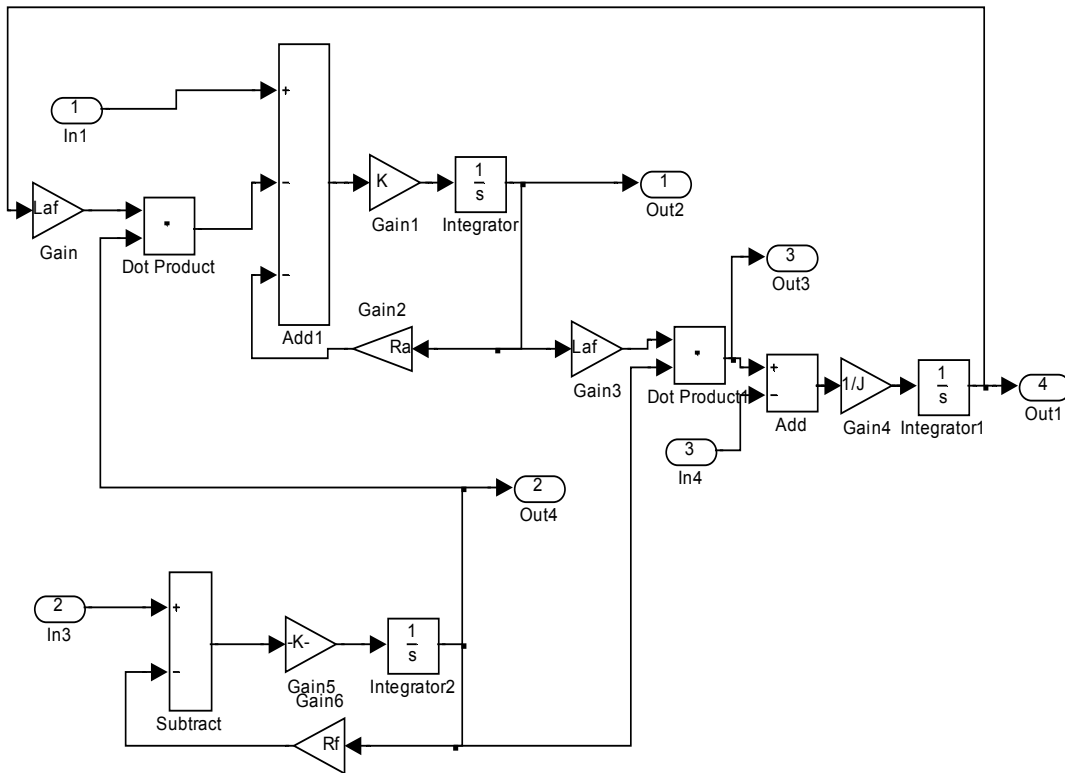 1
In1
+
−
−
Add1
Laf
Gain
Dot Product
K
Gain1
1
s
Integrator
1
Out2
Gain2
Ra
Laf
Gain3
Dot Product1
3
Out3
+
−
Add
1/J
Gain4
1
s
Integrator1
4
Out1
3
In4
2
Out4
2
In3
+
−
Subtract
-K-
Gain5
1
s
Integrator2
Gain6
Rf